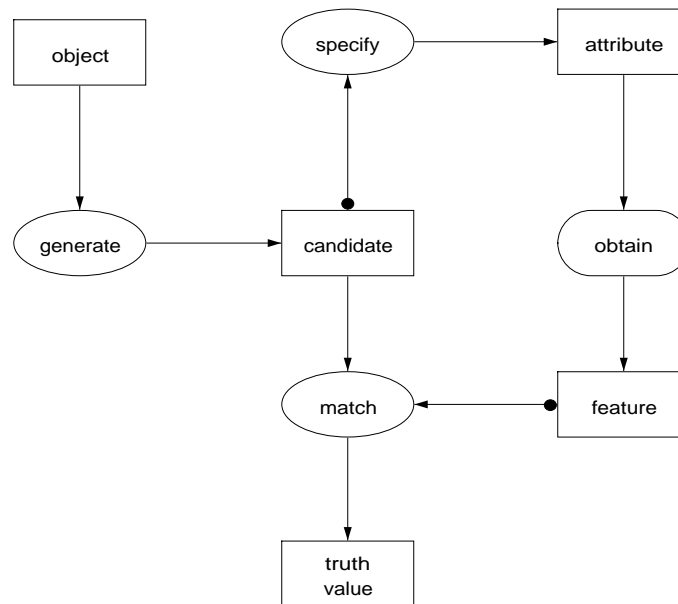 specify
attribute
object
generate
candidate
obtain
match
feature
truth
value